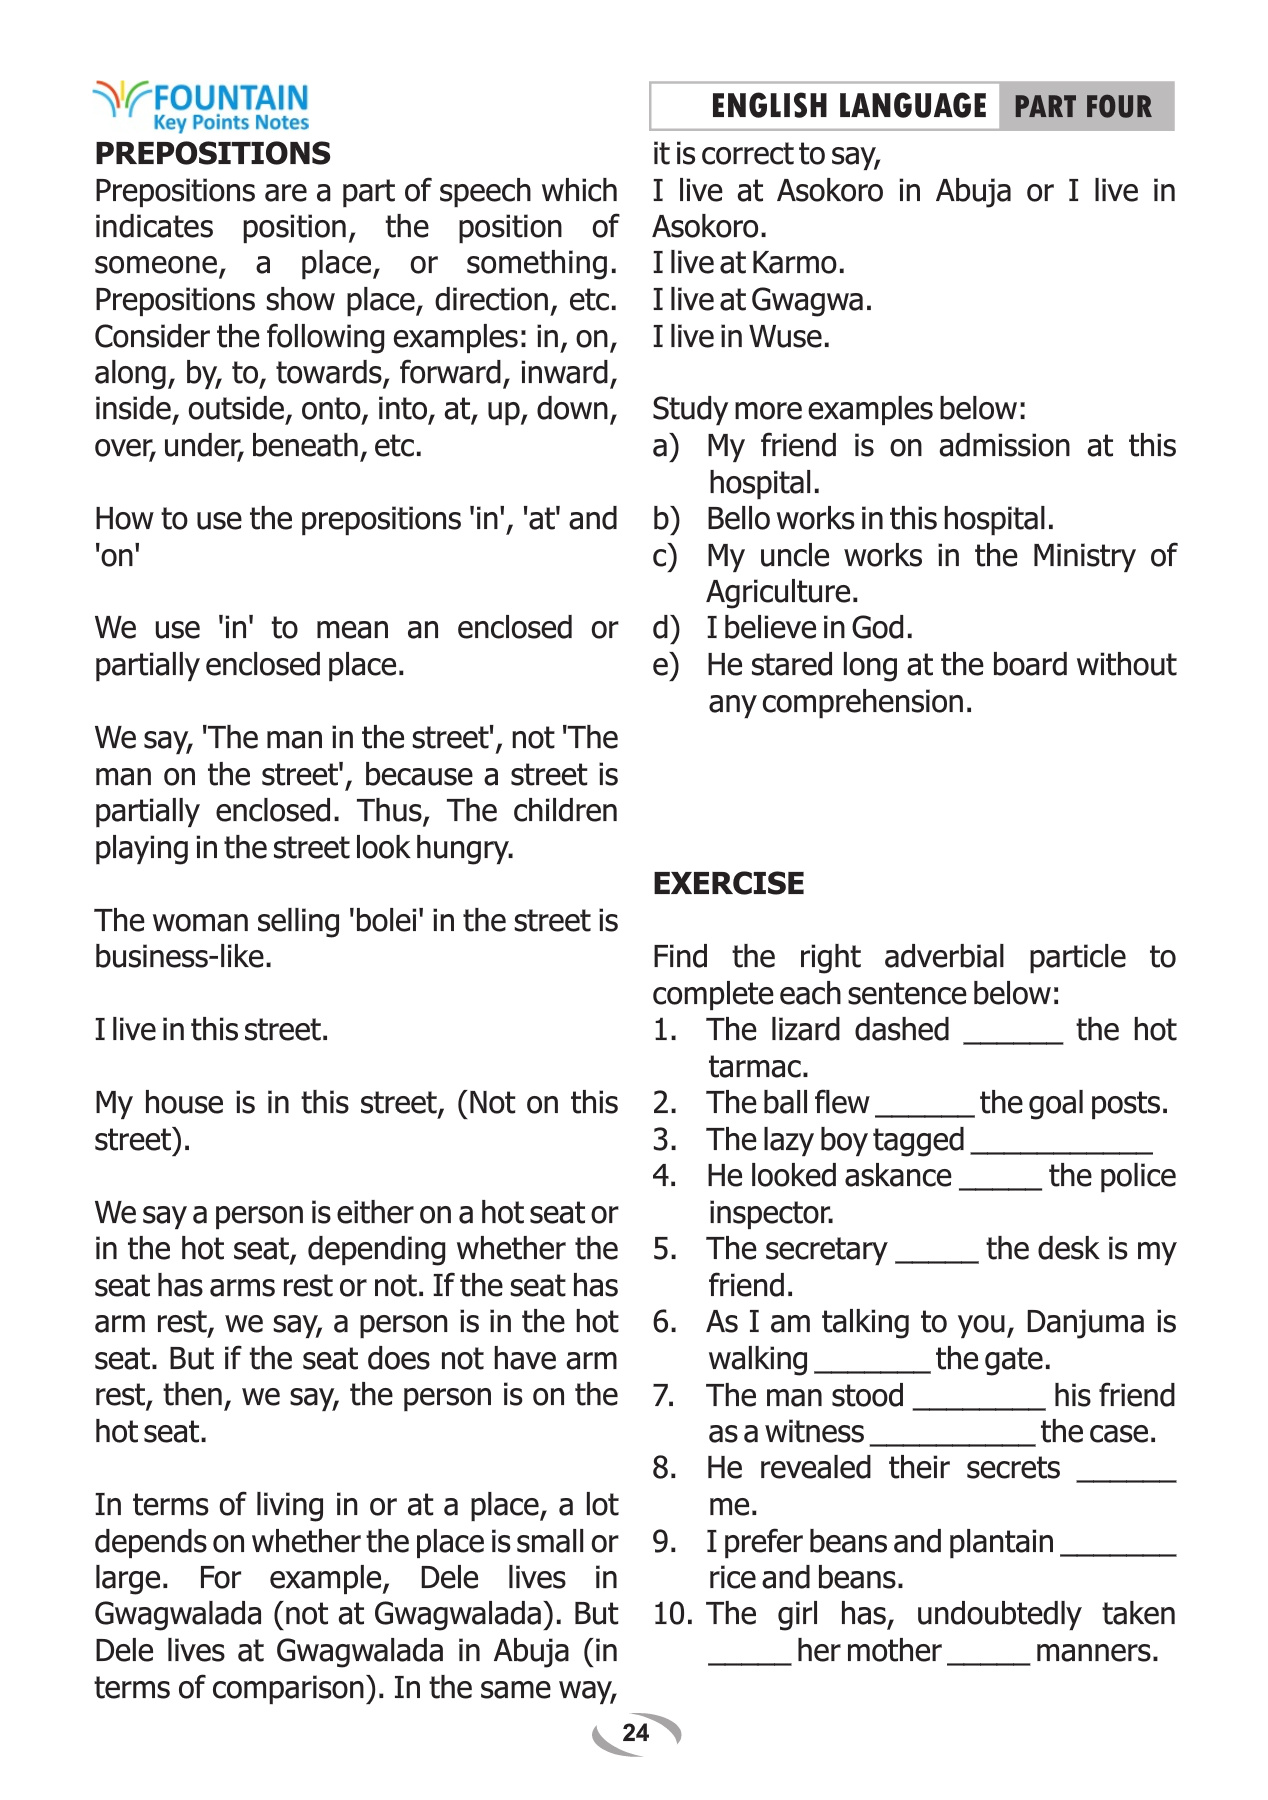 FOUNTAIN
Key Points Notes
ENGLISH LANGUAGE PART FOUR
PREPOSITIONS
Prepositions are a part of speech which
indicates position, the position of
someone, a place, or something.
Prepositions show place, direction, etc.
Consider the following examples: in, on,
along, by, to, towards, forward, inward,
inside, outside, onto, into, at, up, down,
over, under, beneath, etc.
How to use the prepositions 'in', 'at' and
'on'
We use 'in' to mean an enclosed or
partially enclosed place.
We say, 'The man in the street', not 'The
man on the street', because a street is
partially enclosed. Thus, The children
playing in the street look hungry.
The woman selling 'bolei' in the street is
business-like.
I live in this street.
My house is in this street, (Not on this
street).
We say a person is either on a hot seat or
in the hot seat, depending whether the
seat has arms rest or not. If the seat has
arm rest, we say, a person is in the hot
seat. But if the seat does not have arm
rest, then, we say, the person is on the
hot seat.
In terms of living in or at a place, a lot
depends on whether the place is small or
large. For example, Dele lives in
Gwagwalada (not at Gwagwalada). But
Dele lives at Gwagwalada in Abuja (in
terms of comparison). In the same way,
it is correct to say,
I live at Asokoro in Abuja or I live in
Asokoro.
I live at Karmo.
I live at Gwagwa.
I live in Wuse.
Study more examples below:
a) My friend is on admission at this
hospital.
b) Bello works in this hospital.
c) My uncle works in the Ministry of
Agriculture.
d) I believe in God.
e) He stared long at the board without
any comprehension.
EXERCISE
Find the right adverbial particle to
complete each sentence below:
1. The lizard dashed ______ the hot
tarmac.
2. The ball flew ______ the goal posts.
3. The lazy boy tagged ___________
4. He looked askance _____ the police
inspector.
5. The secretary _____ the desk is my
friend.
6. As I am talking to you, Danjuma is
walking _______ the gate.
7. The man stood ________ his friend
as a witness __________ the case.
8. He revealed their secrets ______
me.
9. I prefer beans and plantain _______
rice and beans.
10. The girl has, undoubtedly taken
_____ her mother _____ manners.
24